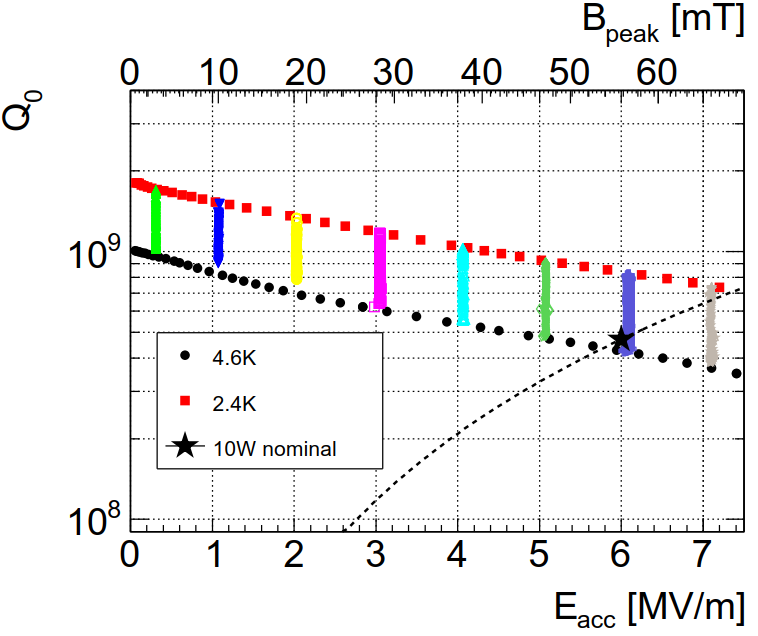 B_peak [mT]
0 10 20 30 40 50 60
Q_0
10^9
10^8
4.6K
2.4K
10W nominal
0 1 2 3 4 5 6 7
E_acc [MV/m]